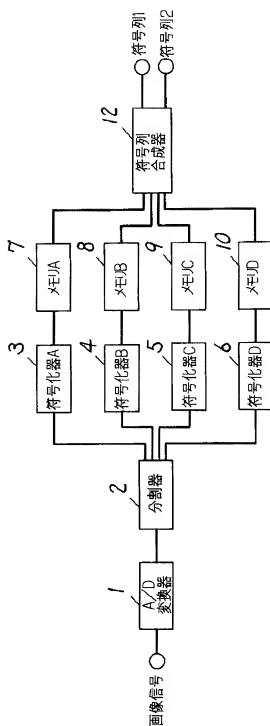 画像信号
1
A/D
変換器
2
分割器
3
符号化器A
4
符号化器B
5
符号化器C
6
符号化器D
7
メモリA
8
メモリB
9
メモリC
10
メモリD
12
符号列
合成器
符号列1
符号列2